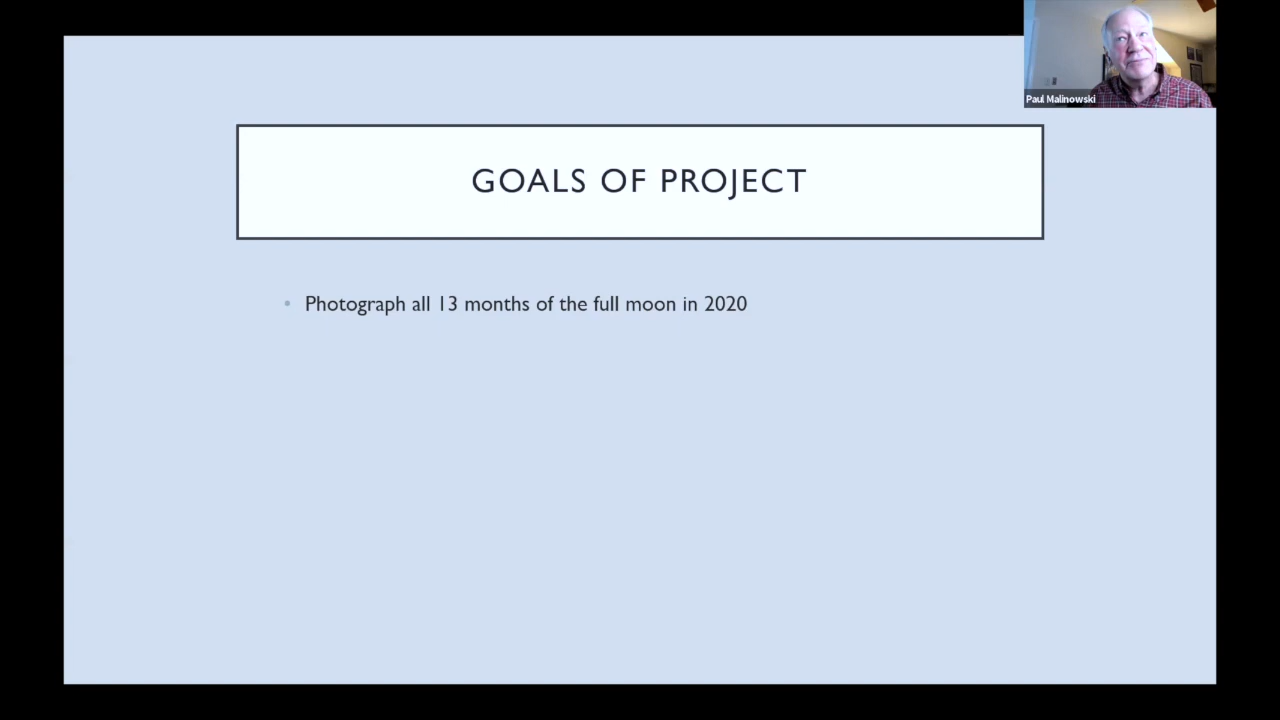 Paul Malinowski
GOALS OF PROJECT
• Photograph all 13 months of the full moon in 2020